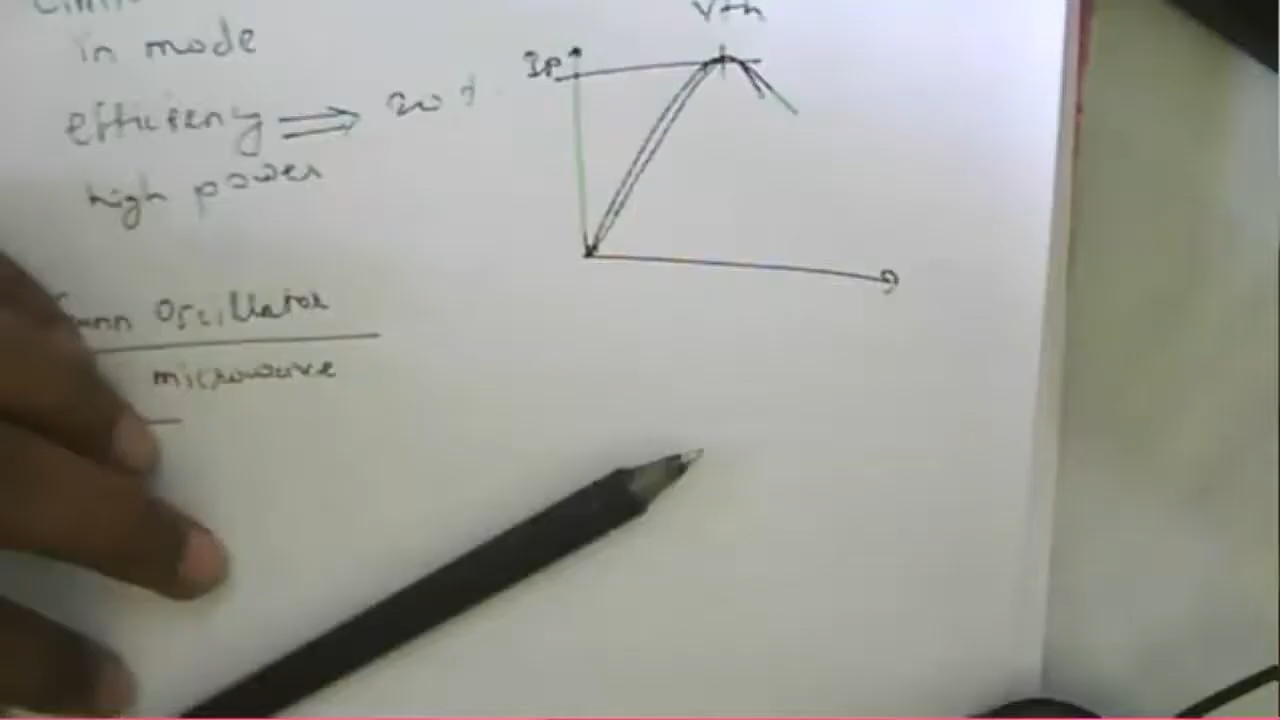 in mode
efficiency ⟹ 20 %
high power
Vth
Ip
Gunn Oscillator
microwave